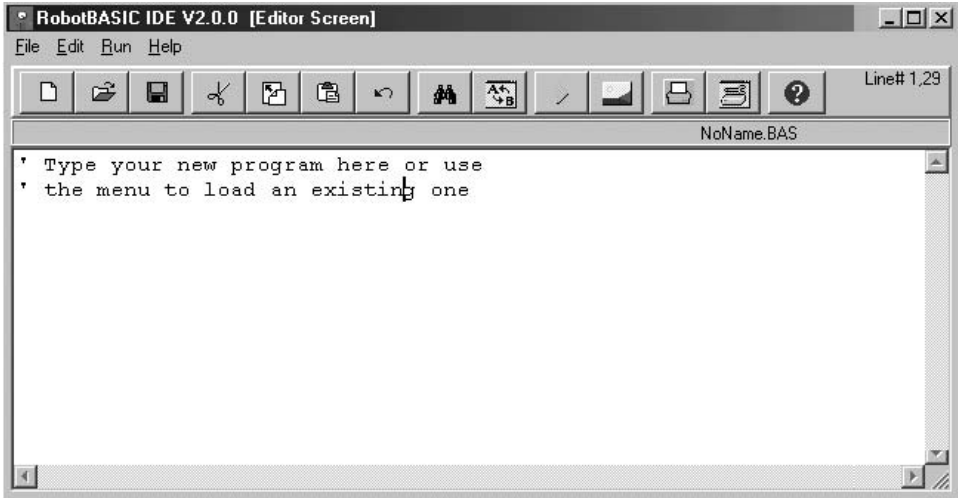 RobotBASIC IDE V2.0.0 [Editor Screen]
File Edit Run Help
Line# 1,29
NoName.BAS
' Type your new program here or use
' the menu to load an existing one